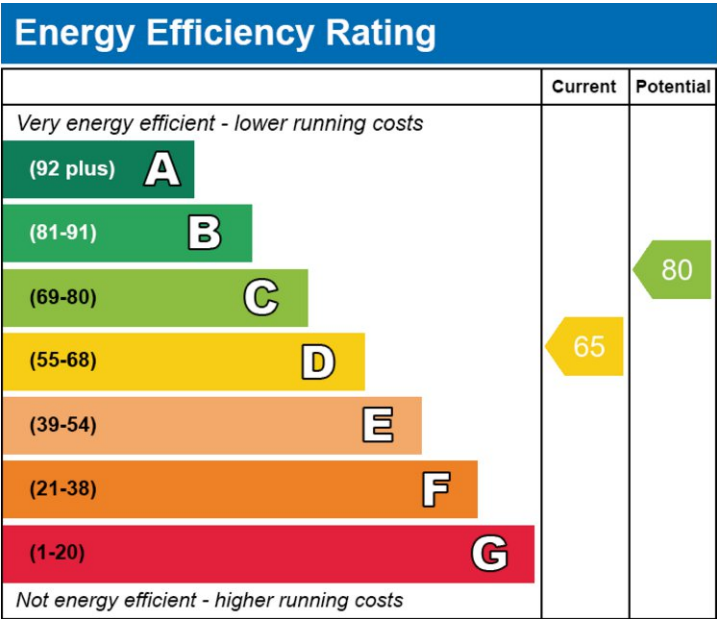 Energy Efficiency Rating
Current Potential
Very energy efficient - lower running costs
(92 plus) A
(81-91) B
(69-80) C
80
(55-68) D
65
(39-54) E
(21-38) F
(1-20) G
Not energy efficient - higher running costs